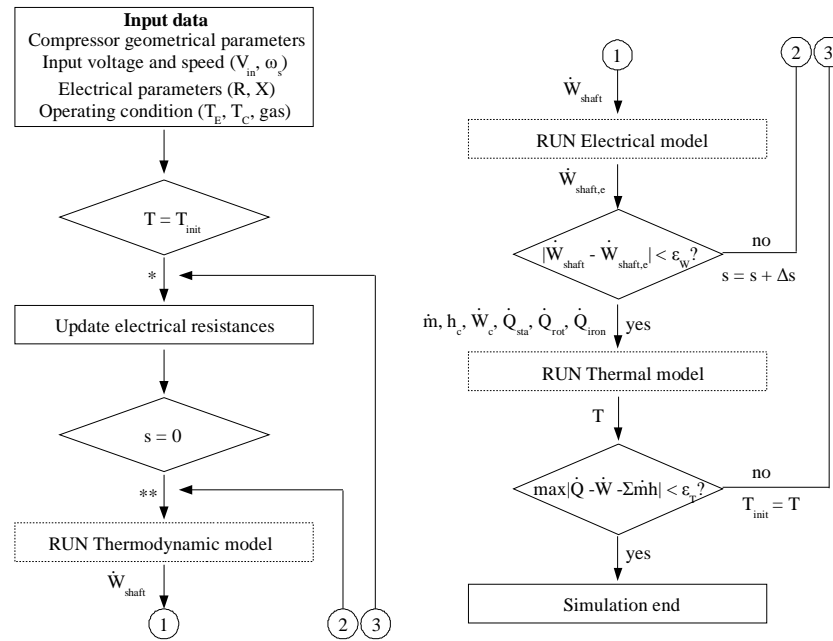 Input data
Compressor geometrical parameters
Input voltage and speed (V_in, ω_s)
Electrical parameters (R, X)
Operating condition (T_E, T_C, gas)
T = T_init
*
Update electrical resistances
s = 0
**
RUN Thermodynamic model
Ẇ_shaft
1
2
3
1
2
3
Ẇ_shaft
RUN Electrical model
Ẇ_shaft,e
|Ẇ_shaft - Ẇ_shaft,e| < ε_W?
no
s = s + Δs
ṁ, h_c, Ẇ_c, Q̇_sta, Q̇_rot, Q̇_iron
yes
RUN Thermal model
T
max|Q̇ -Ẇ -Σṁh| < ε_T?
no
T_init = T
yes
Simulation end